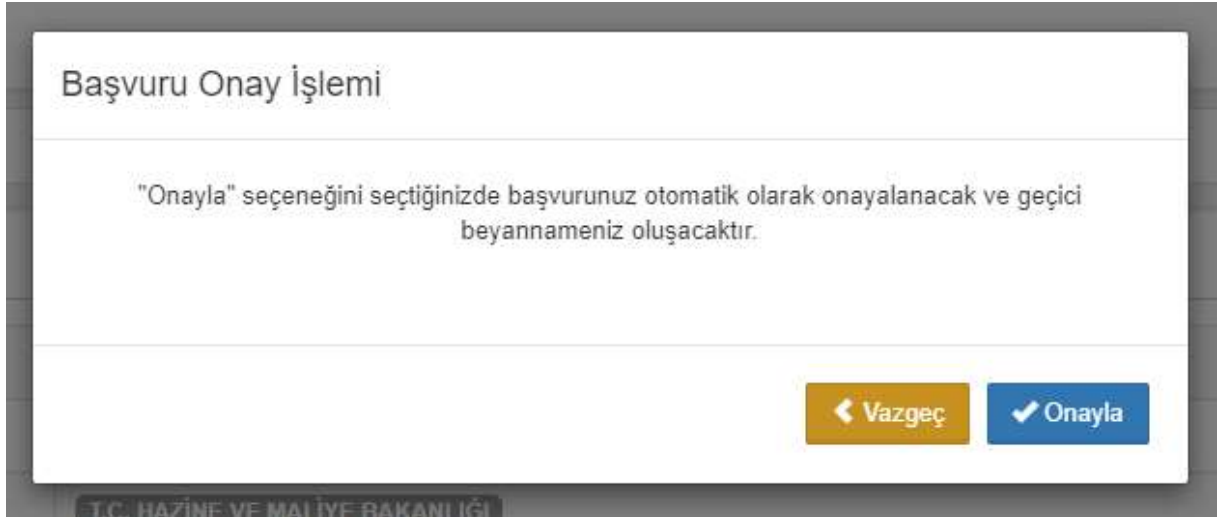 Başvuru Onay İşlemi
"Onayla" seçeneğini seçtiğinizde başvurunuz otomatik olarak onayalanacak ve geçici
beyannameniz oluşacaktır.
Vazgeç
Onayla
T.C. HAZİNE VE MALİYE BAKANLIĞI